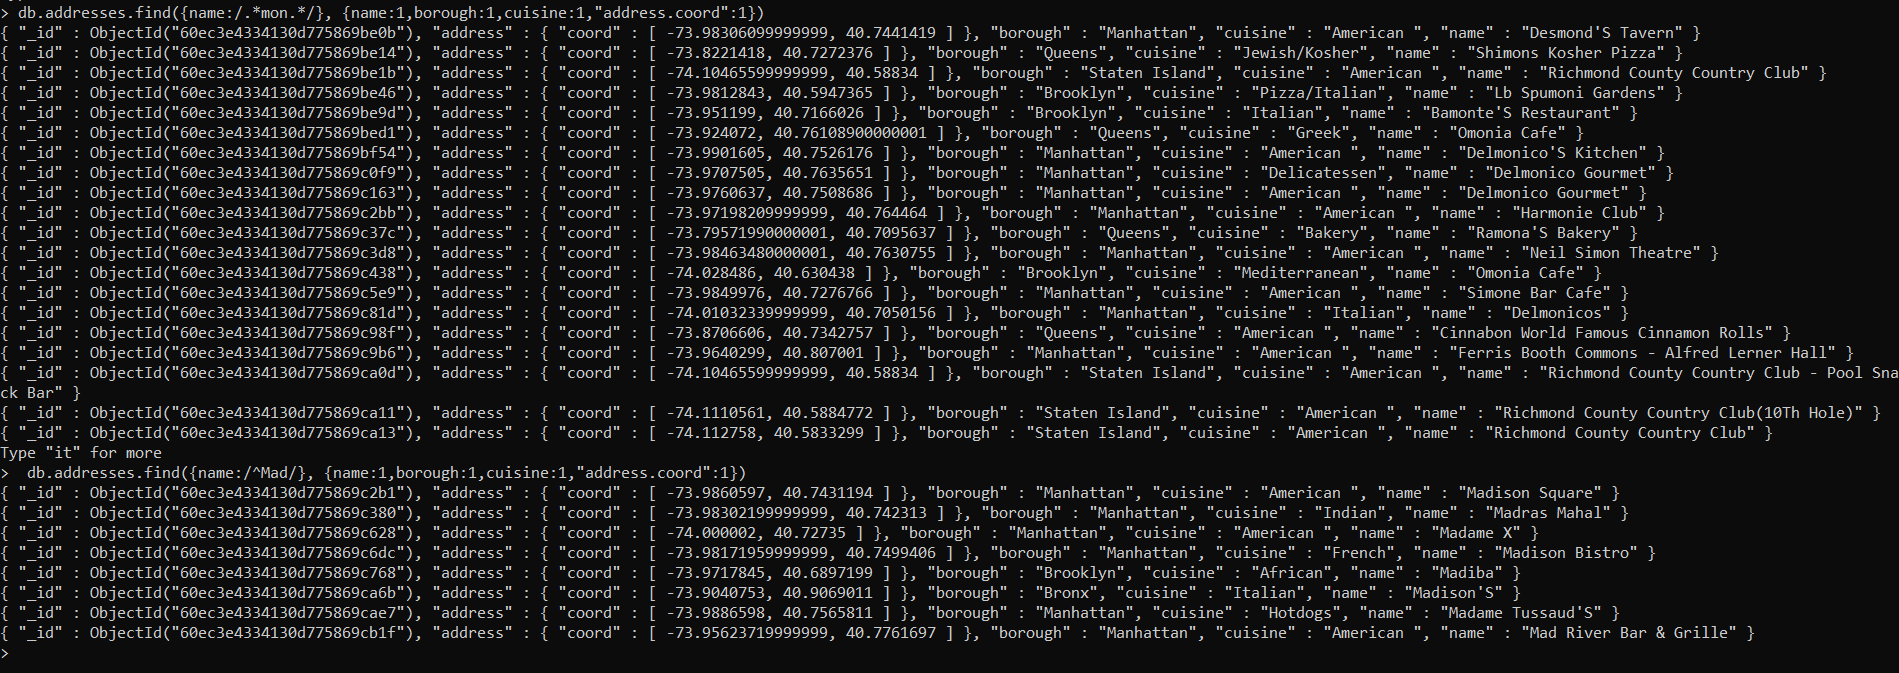 > db.addresses.find({name:/.*mon.*/}, {name:1,borough:1,cuisine:1,"address.coord":1})
{ "_id" : ObjectId("60ec3e4334130d775869be0b"), "address" : { "coord" : [ -73.98306099999999, 40.7441419 ] }, "borough" : "Manhattan", "cuisine" : "American ", "name" : "Desmond'S Tavern" }
{ "_id" : ObjectId("60ec3e4334130d775869be14"), "address" : { "coord" : [ -73.8221418, 40.7272376 ] }, "borough" : "Queens", "cuisine" : "Jewish/Kosher", "name" : "Shimons Kosher Pizza" }
{ "_id" : ObjectId("60ec3e4334130d775869be1b"), "address" : { "coord" : [ -74.10465599999999, 40.58834 ] }, "borough" : "Staten Island", "cuisine" : "American ", "name" : "Richmond County Country Club" }
{ "_id" : ObjectId("60ec3e4334130d775869be46"), "address" : { "coord" : [ -73.9812843, 40.5947365 ] }, "borough" : "Brooklyn", "cuisine" : "Pizza/Italian", "name" : "Lb Spumoni Gardens" }
{ "_id" : ObjectId("60ec3e4334130d775869be9d"), "address" : { "coord" : [ -73.951199, 40.7166026 ] }, "borough" : "Brooklyn", "cuisine" : "Italian", "name" : "Bamonte'S Restaurant" }
{ "_id" : ObjectId("60ec3e4334130d775869bed1"), "address" : { "coord" : [ -73.924072, 40.76108900000001 ] }, "borough" : "Queens", "cuisine" : "Greek", "name" : "Omonia Cafe" }
{ "_id" : ObjectId("60ec3e4334130d775869bf54"), "address" : { "coord" : [ -73.9901605, 40.7526176 ] }, "borough" : "Manhattan", "cuisine" : "American ", "name" : "Delmonico'S Kitchen" }
{ "_id" : ObjectId("60ec3e4334130d775869c0f9"), "address" : { "coord" : [ -73.9707505, 40.7635651 ] }, "borough" : "Manhattan", "cuisine" : "Delicatessen", "name" : "Delmonico Gourmet" }
{ "_id" : ObjectId("60ec3e4334130d775869c163"), "address" : { "coord" : [ -73.9760637, 40.7508686 ] }, "borough" : "Manhattan", "cuisine" : "American ", "name" : "Delmonico Gourmet" }
{ "_id" : ObjectId("60ec3e4334130d775869c2bb"), "address" : { "coord" : [ -73.97198209999999, 40.764464 ] }, "borough" : "Manhattan", "cuisine" : "American ", "name" : "Harmonie Club" }
{ "_id" : ObjectId("60ec3e4334130d775869c37c"), "address" : { "coord" : [ -73.79571990000001, 40.7095637 ] }, "borough" : "Queens", "cuisine" : "Bakery", "name" : "Ramona'S Bakery" }
{ "_id" : ObjectId("60ec3e4334130d775869c3d8"), "address" : { "coord" : [ -73.98463480000001, 40.7630755 ] }, "borough" : "Manhattan", "cuisine" : "American ", "name" : "Neil Simon Theatre" }
{ "_id" : ObjectId("60ec3e4334130d775869c438"), "address" : { "coord" : [ -74.028486, 40.630438 ] }, "borough" : "Brooklyn", "cuisine" : "Mediterranean", "name" : "Omonia Cafe" }
{ "_id" : ObjectId("60ec3e4334130d775869c5e9"), "address" : { "coord" : [ -73.9849976, 40.7276766 ] }, "borough" : "Manhattan", "cuisine" : "American ", "name" : "Simone Bar Cafe" }
{ "_id" : ObjectId("60ec3e4334130d775869c81d"), "address" : { "coord" : [ -74.01032339999999, 40.7050156 ] }, "borough" : "Manhattan", "cuisine" : "Italian", "name" : "Delmonicos" }
{ "_id" : ObjectId("60ec3e4334130d775869c98f"), "address" : { "coord" : [ -73.8706606, 40.7342757 ] }, "borough" : "Queens", "cuisine" : "American ", "name" : "Cinnabon World Famous Cinnamon Rolls" }
{ "_id" : ObjectId("60ec3e4334130d775869c9b6"), "address" : { "coord" : [ -73.9640299, 40.807001 ] }, "borough" : "Manhattan", "cuisine" : "American ", "name" : "Ferris Booth Commons - Alfred Lerner Hall" }
{ "_id" : ObjectId("60ec3e4334130d775869ca0d"), "address" : { "coord" : [ -74.10465599999999, 40.58834 ] }, "borough" : "Staten Island", "cuisine" : "American ", "name" : "Richmond County Country Club - Pool Sna
ck Bar" }
{ "_id" : ObjectId("60ec3e4334130d775869ca11"), "address" : { "coord" : [ -74.1110561, 40.5884772 ] }, "borough" : "Staten Island", "cuisine" : "American ", "name" : "Richmond County Country Club(10Th Hole)" }
{ "_id" : ObjectId("60ec3e4334130d775869ca13"), "address" : { "coord" : [ -74.112758, 40.5833299 ] }, "borough" : "Staten Island", "cuisine" : "American ", "name" : "Richmond County Country Club" }
Type "it" for more
>  db.addresses.find({name:/^Mad/}, {name:1,borough:1,cuisine:1,"address.coord":1})
{ "_id" : ObjectId("60ec3e4334130d775869c2b1"), "address" : { "coord" : [ -73.9860597, 40.7431194 ] }, "borough" : "Manhattan", "cuisine" : "American ", "name" : "Madison Square" }
{ "_id" : ObjectId("60ec3e4334130d775869c380"), "address" : { "coord" : [ -73.98302199999999, 40.742313 ] }, "borough" : "Manhattan", "cuisine" : "Indian", "name" : "Madras Mahal" }
{ "_id" : ObjectId("60ec3e4334130d775869c628"), "address" : { "coord" : [ -74.000002, 40.72735 ] }, "borough" : "Manhattan", "cuisine" : "American ", "name" : "Madame X" }
{ "_id" : ObjectId("60ec3e4334130d775869c6dc"), "address" : { "coord" : [ -73.98171959999999, 40.7499406 ] }, "borough" : "Manhattan", "cuisine" : "French", "name" : "Madison Bistro" }
{ "_id" : ObjectId("60ec3e4334130d775869c768"), "address" : { "coord" : [ -73.9717845, 40.6897199 ] }, "borough" : "Brooklyn", "cuisine" : "African", "name" : "Madiba" }
{ "_id" : ObjectId("60ec3e4334130d775869ca6b"), "address" : { "coord" : [ -73.9040753, 40.9069011 ] }, "borough" : "Bronx", "cuisine" : "Italian", "name" : "Madison'S" }
{ "_id" : ObjectId("60ec3e4334130d775869cae7"), "address" : { "coord" : [ -73.9886598, 40.7565811 ] }, "borough" : "Manhattan", "cuisine" : "Hotdogs", "name" : "Madame Tussaud'S" }
{ "_id" : ObjectId("60ec3e4334130d775869cb1f"), "address" : { "coord" : [ -73.95623719999999, 40.7761697 ] }, "borough" : "Manhattan", "cuisine" : "American ", "name" : "Mad River Bar & Grille" }
>